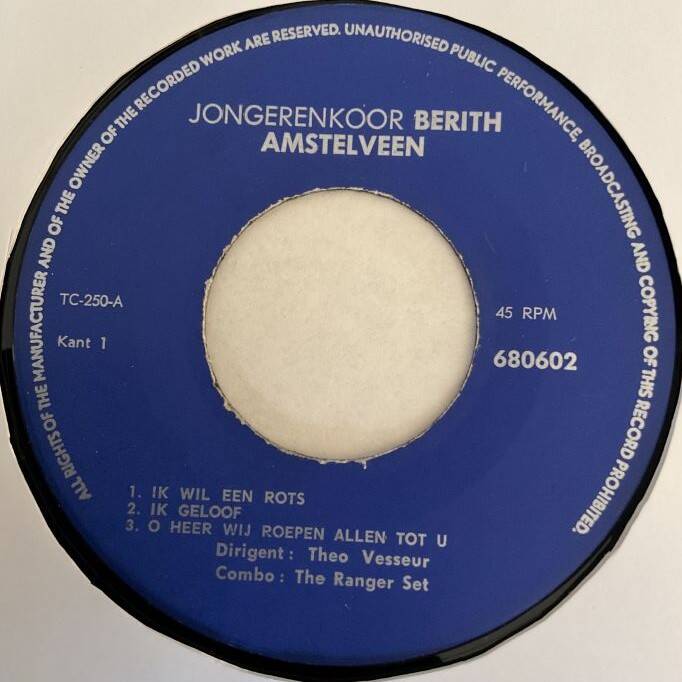 ALL RIGHTS OF THE MANUFACTURER AND OF THE OWNER OF THE RECORDED WORK ARE RESERVED. UNAUTHORISED PUBLIC PERFORMANCE, BROADCASTING AND COPYING OF THIS RECORD PROHIBITED.
JONGERENKOOR BERITH
AMSTELVEEN
TC-250-A
45 RPM
Kant 1
680602
1. IK WIL EEN ROTS
2. IK GELOOF
3. O HEER WIJ ROEPEN ALLEN TOT U
Dirigent: Theo Vesseur
Combo: The Ranger Set